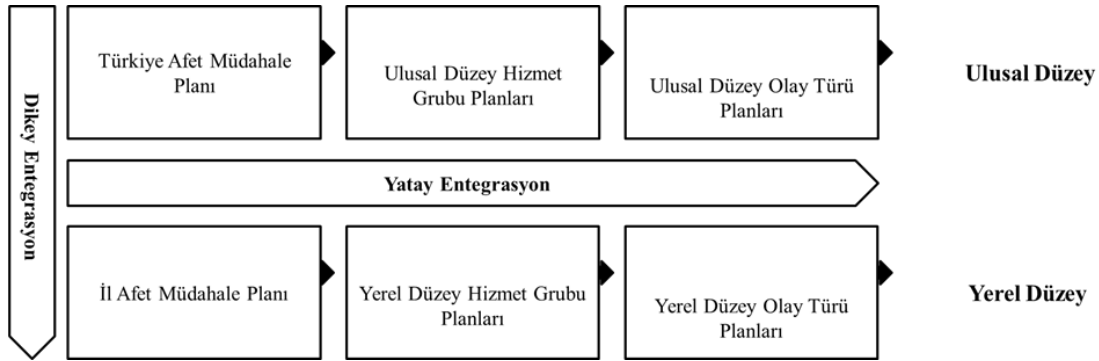 Dikey Entegrasyon
Türkiye Afet Müdahale
Planı
Ulusal Düzey Hizmet
Grubu Planları
Ulusal Düzey Olay Türü
Planları
Ulusal Düzey
Yatay Entegrasyon
İl Afet Müdahale Planı
Yerel Düzey Hizmet Grubu
Planları
Yerel Düzey Olay Türü
Planları
Yerel Düzey